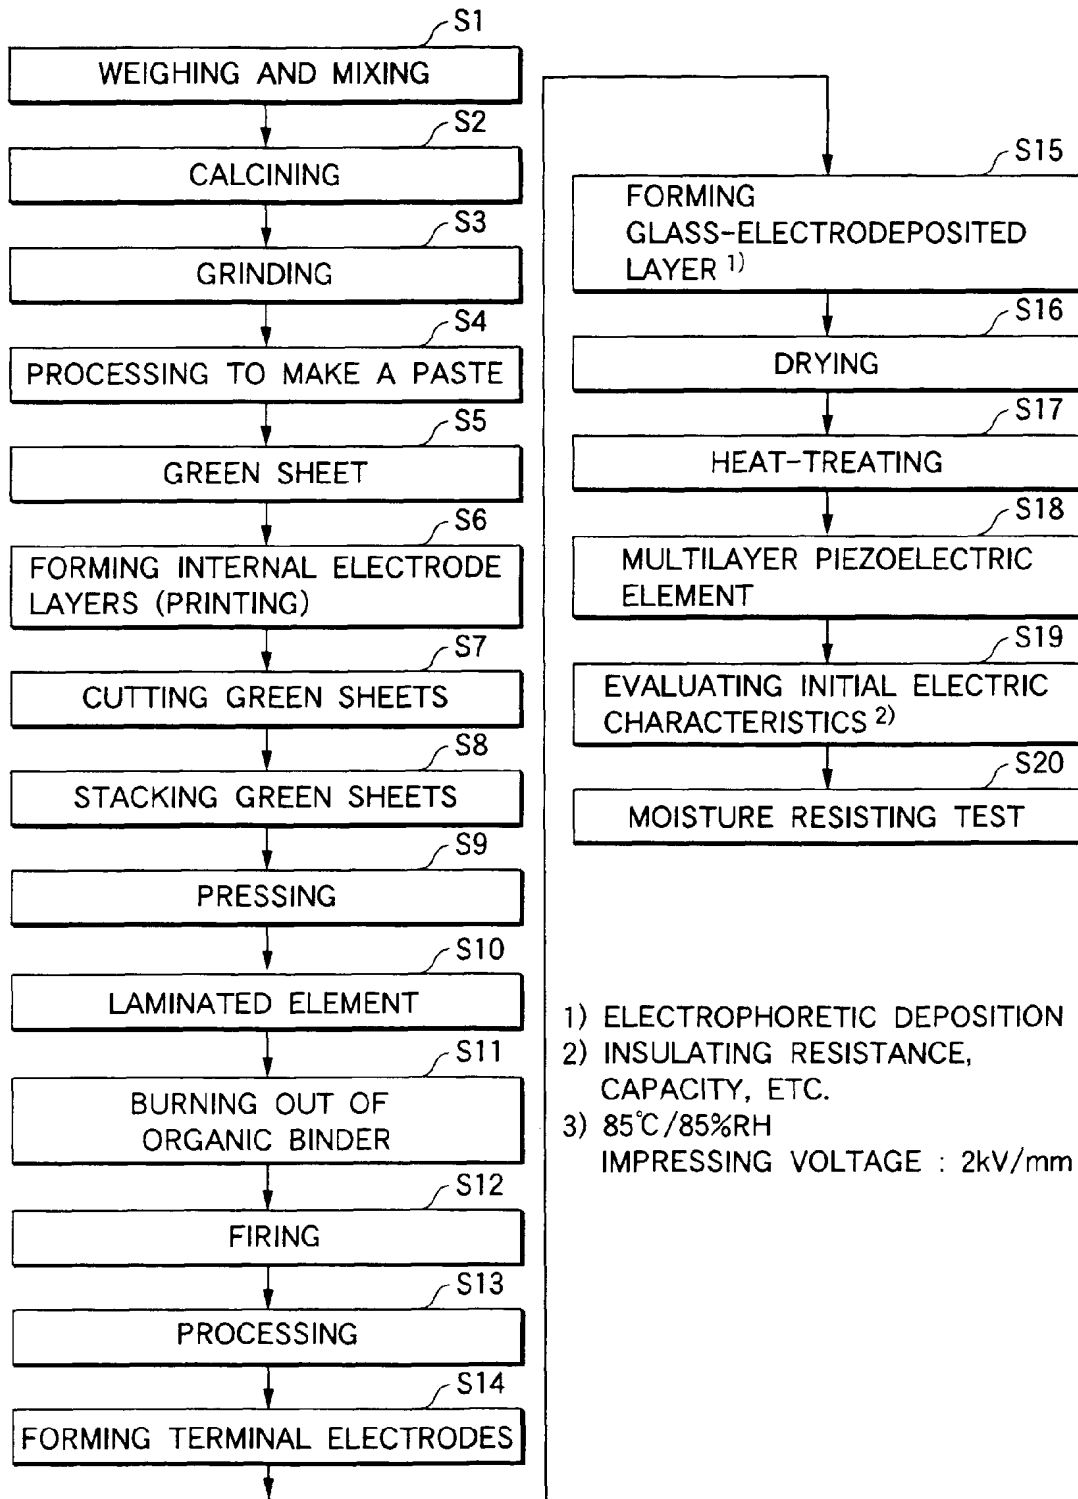 S1
WEIGHING AND MIXING
S2
CALCINING
S3
GRINDING
S4
PROCESSING TO MAKE A PASTE
S5
GREEN SHEET
S6
FORMING INTERNAL ELECTRODE
LAYERS (PRINTING)
S7
CUTTING GREEN SHEETS
S8
STACKING GREEN SHEETS
S9
PRESSING
S10
LAMINATED ELEMENT
S11
BURNING OUT OF
ORGANIC BINDER
S12
FIRING
S13
PROCESSING
S14
FORMING TERMINAL ELECTRODES
S15
FORMING
GLASS-ELECTRODEPOSITED
LAYER 1)
S16
DRYING
S17
HEAT-TREATING
S18
MULTILAYER PIEZOELECTRIC
ELEMENT
S19
EVALUATING INITIAL ELECTRIC
CHARACTERISTICS 2)
S20
MOISTURE RESISTING TEST
1) ELECTROPHORETIC DEPOSITION
2) INSULATING RESISTANCE,
CAPACITY, ETC.
3) 85℃/85%RH
IMPRESSING VOLTAGE : 2kV/mm